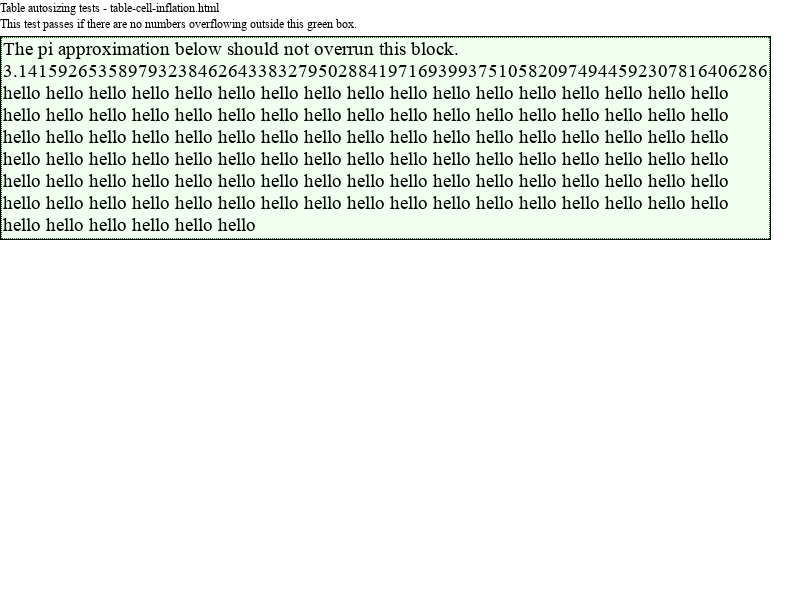 Table autosizing tests - table-cell-inflation.html
This test passes if there are no numbers overflowing outside this green box.
The pi approximation below should not overrun this block.
3.141592653589793238462643383279502884197169399375105820974944592307816406286
hello hello hello hello hello hello hello hello hello hello hello hello hello hello hello hello hello
hello hello hello hello hello hello hello hello hello hello hello hello hello hello hello hello hello
hello hello hello hello hello hello hello hello hello hello hello hello hello hello hello hello hello
hello hello hello hello hello hello hello hello hello hello hello hello hello hello hello hello hello
hello hello hello hello hello hello hello hello hello hello hello hello hello hello hello hello hello
hello hello hello hello hello hello hello hello hello hello hello hello hello hello hello hello hello
hello hello hello hello hello hello